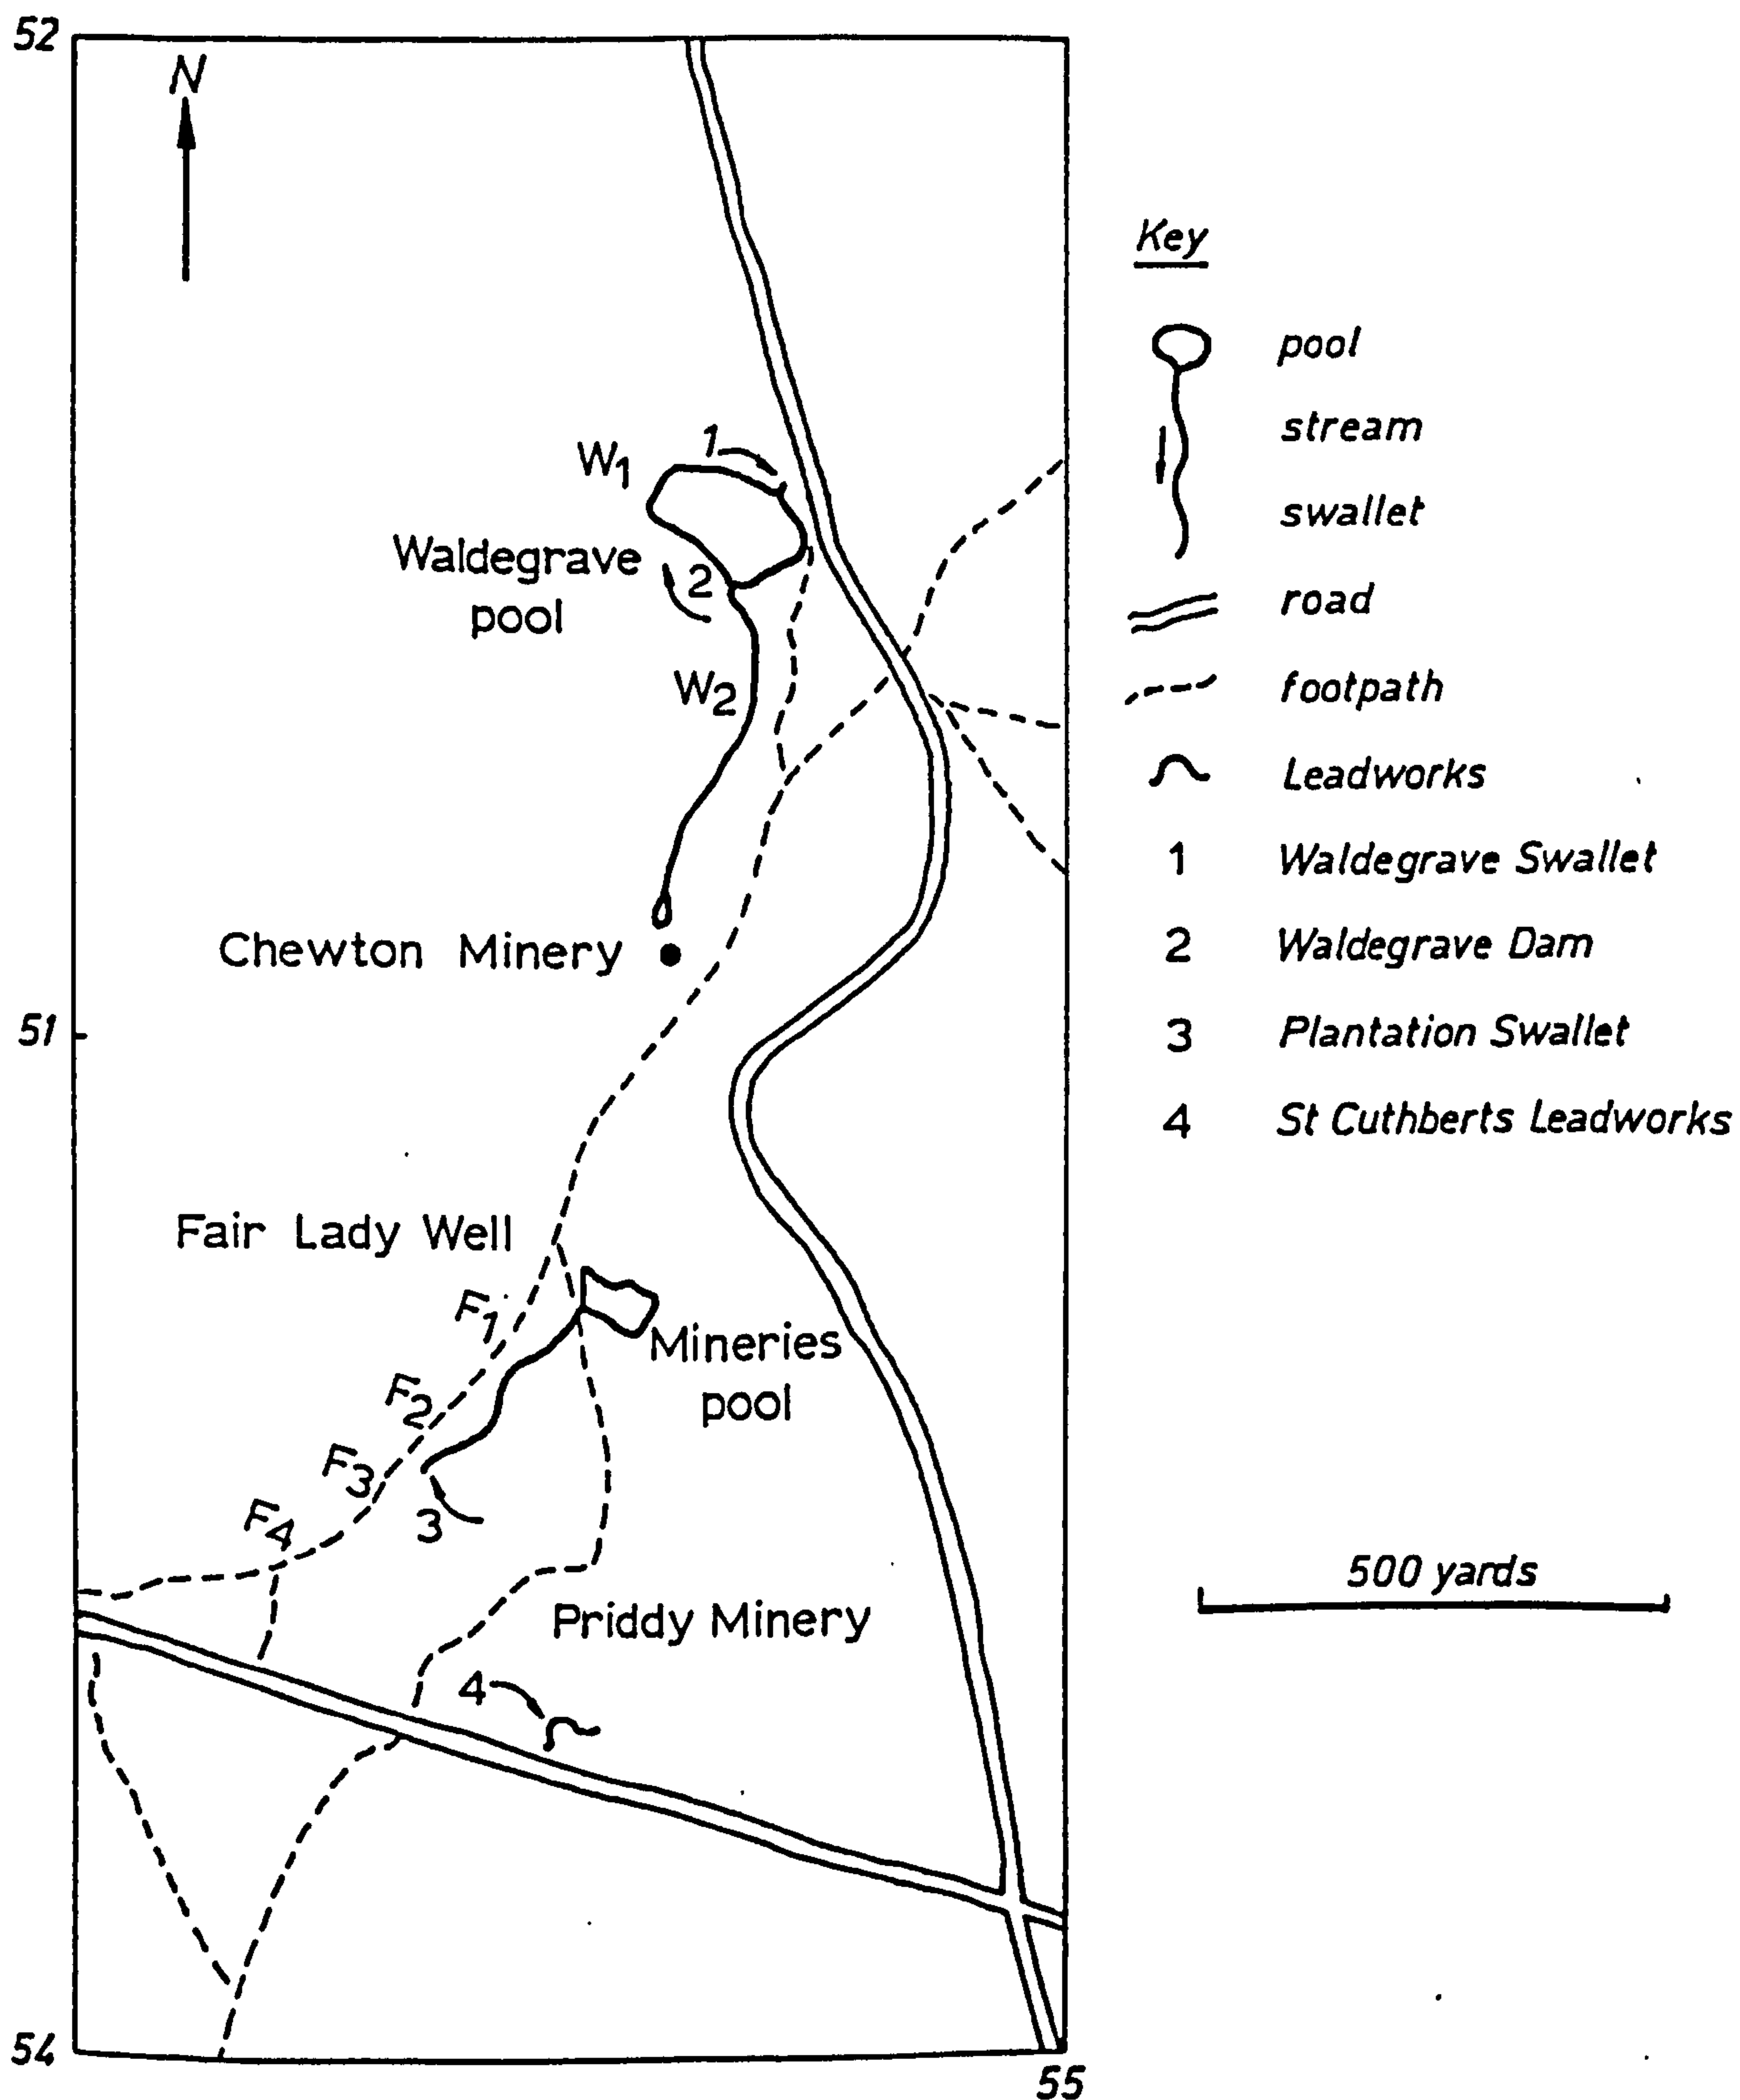 52
N
Key
pool
W1
1
stream
swallet
Waldegrave
pool
2
road
W2
footpath
Leadworks
1 Waldegrave Swallet
Chewton Minery
2 Waldegrave Dam
51
3 Plantation Swallet
4 St Cuthberts Leadworks
Fair Lady Well
F1
Mineries
pool
F2
F3
F4
3
500 yards
Priddy Minery
4
54
55